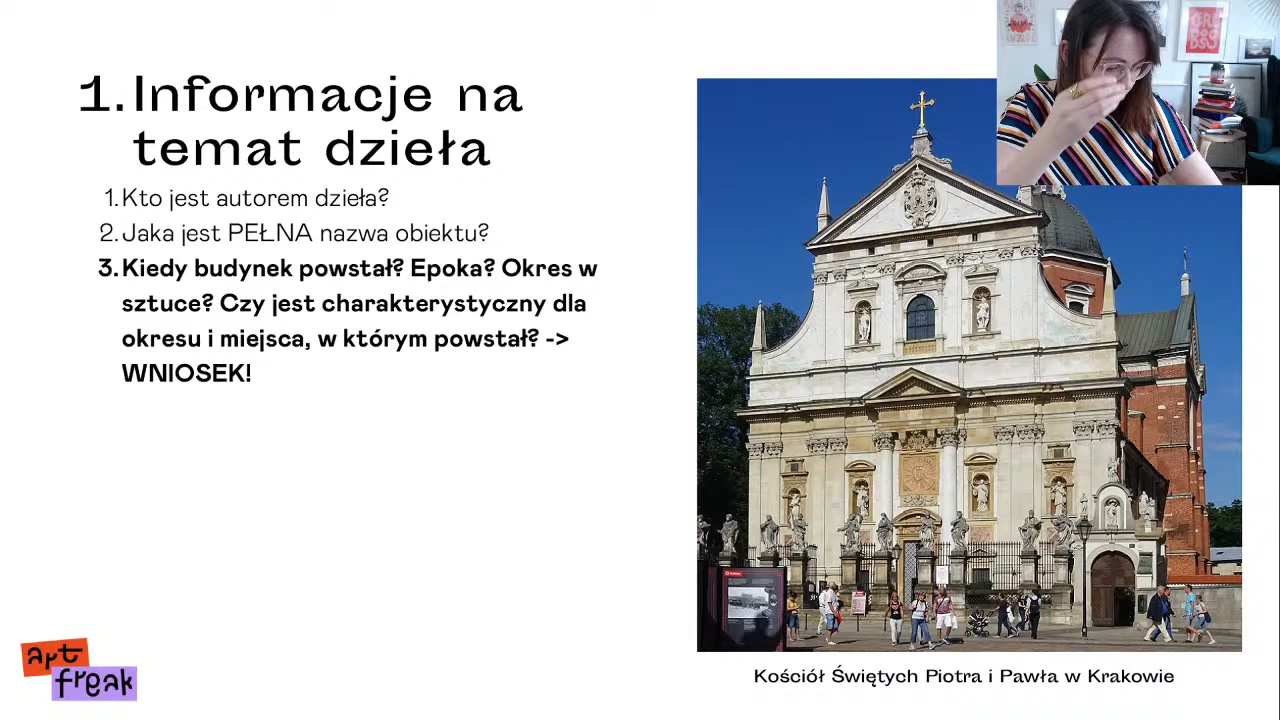 1. Informacje na
temat dzieła
1. Kto jest autorem dzieła?
2. Jaka jest PEŁNA nazwa obiektu?
3. Kiedy budynek powstał? Epoka? Okres w
sztuce? Czy jest charakterystyczny dla
okresu i miejsca, w którym powstał? ->
WNIOSEK!
Kościół Świętych Piotra i Pawła w Krakowie
art
freak